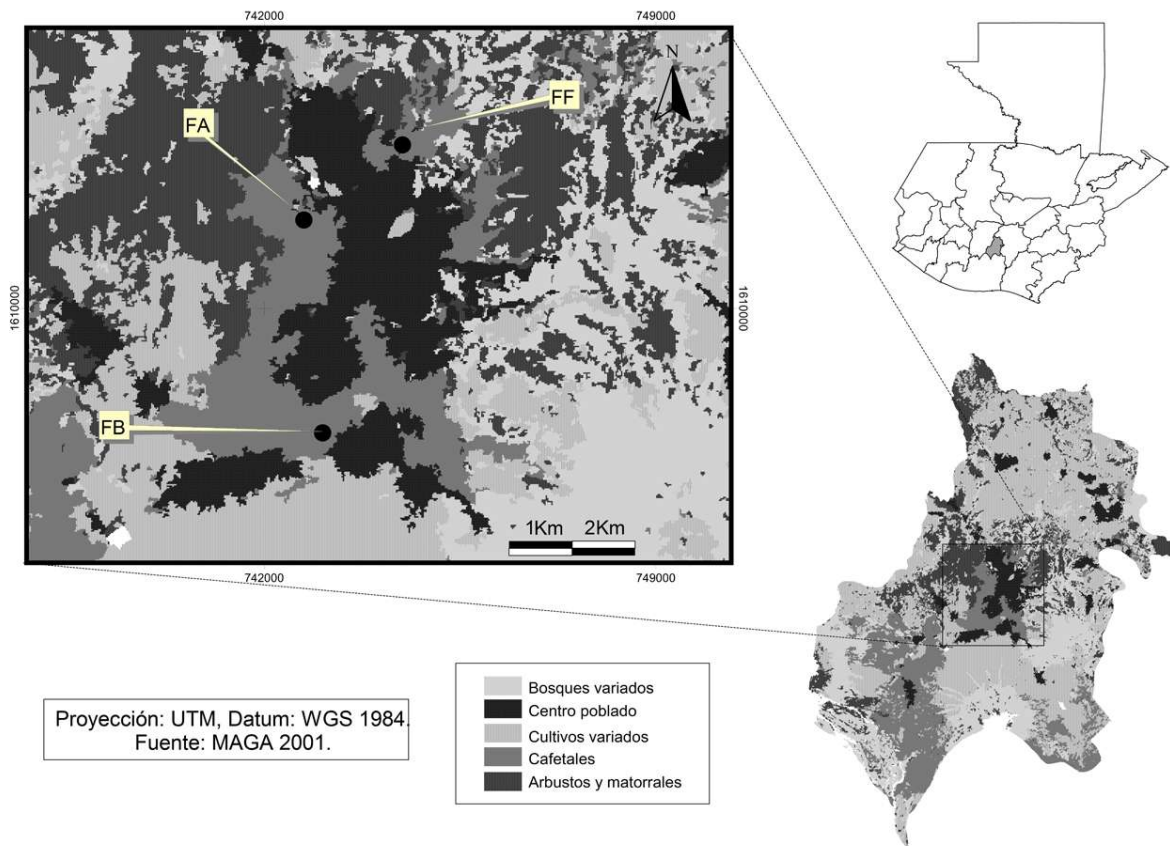 742000
749000
N
FF
FA
1610000
1610000
FB
1Km 2Km
742000
749000
Bosques variados
Centro poblado
Cultivos variados
Cafetales
Arbustos y matorrales
Proyección: UTM, Datum: WGS 1984.
Fuente: MAGA 2001.